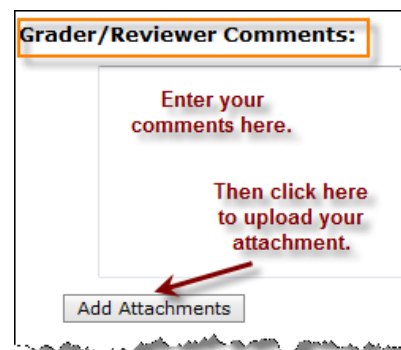 Grader/Reviewer Comments:
Enter your
comments here.
Then click here
to upload your
attachment.
Add Attachments